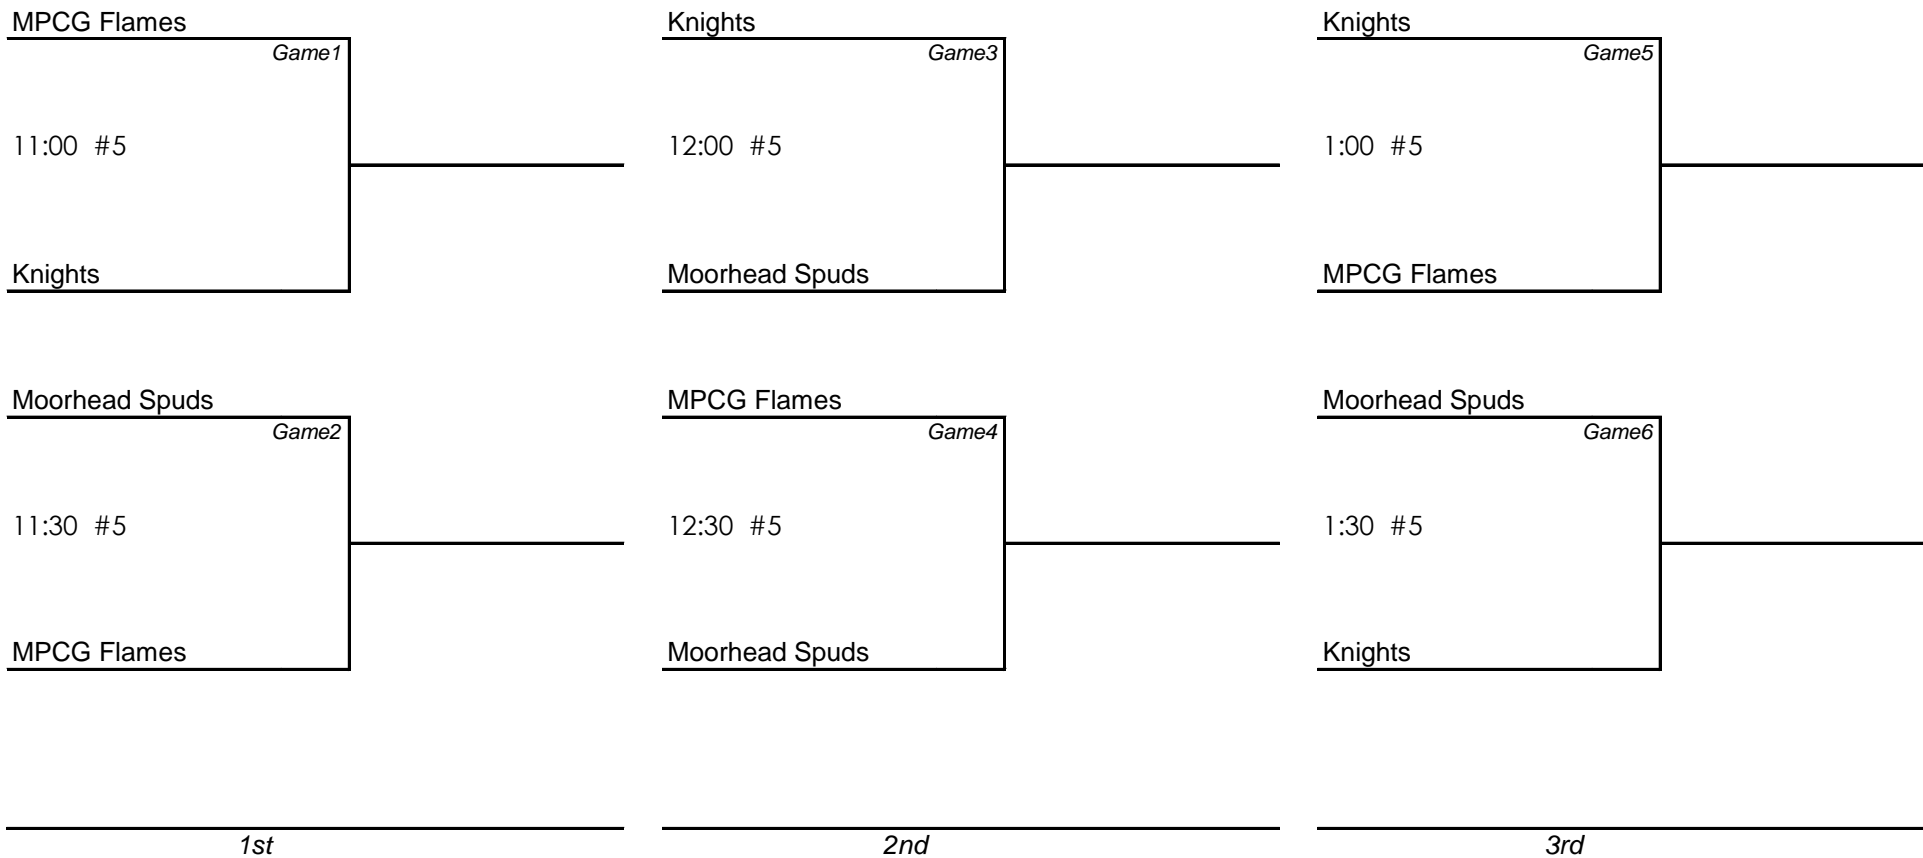 MPCG Flames
Game1
11:00 #5
Knights
Moorhead Spuds
Game2
11:30 #5
MPCG Flames
Knights
Game3
12:00 #5
Moorhead Spuds
MPCG Flames
Game4
12:30 #5
Moorhead Spuds
Knights
Game5
1:00 #5
MPCG Flames
Moorhead Spuds
Game6
1:30 #5
Knights
1st
2nd
3rd